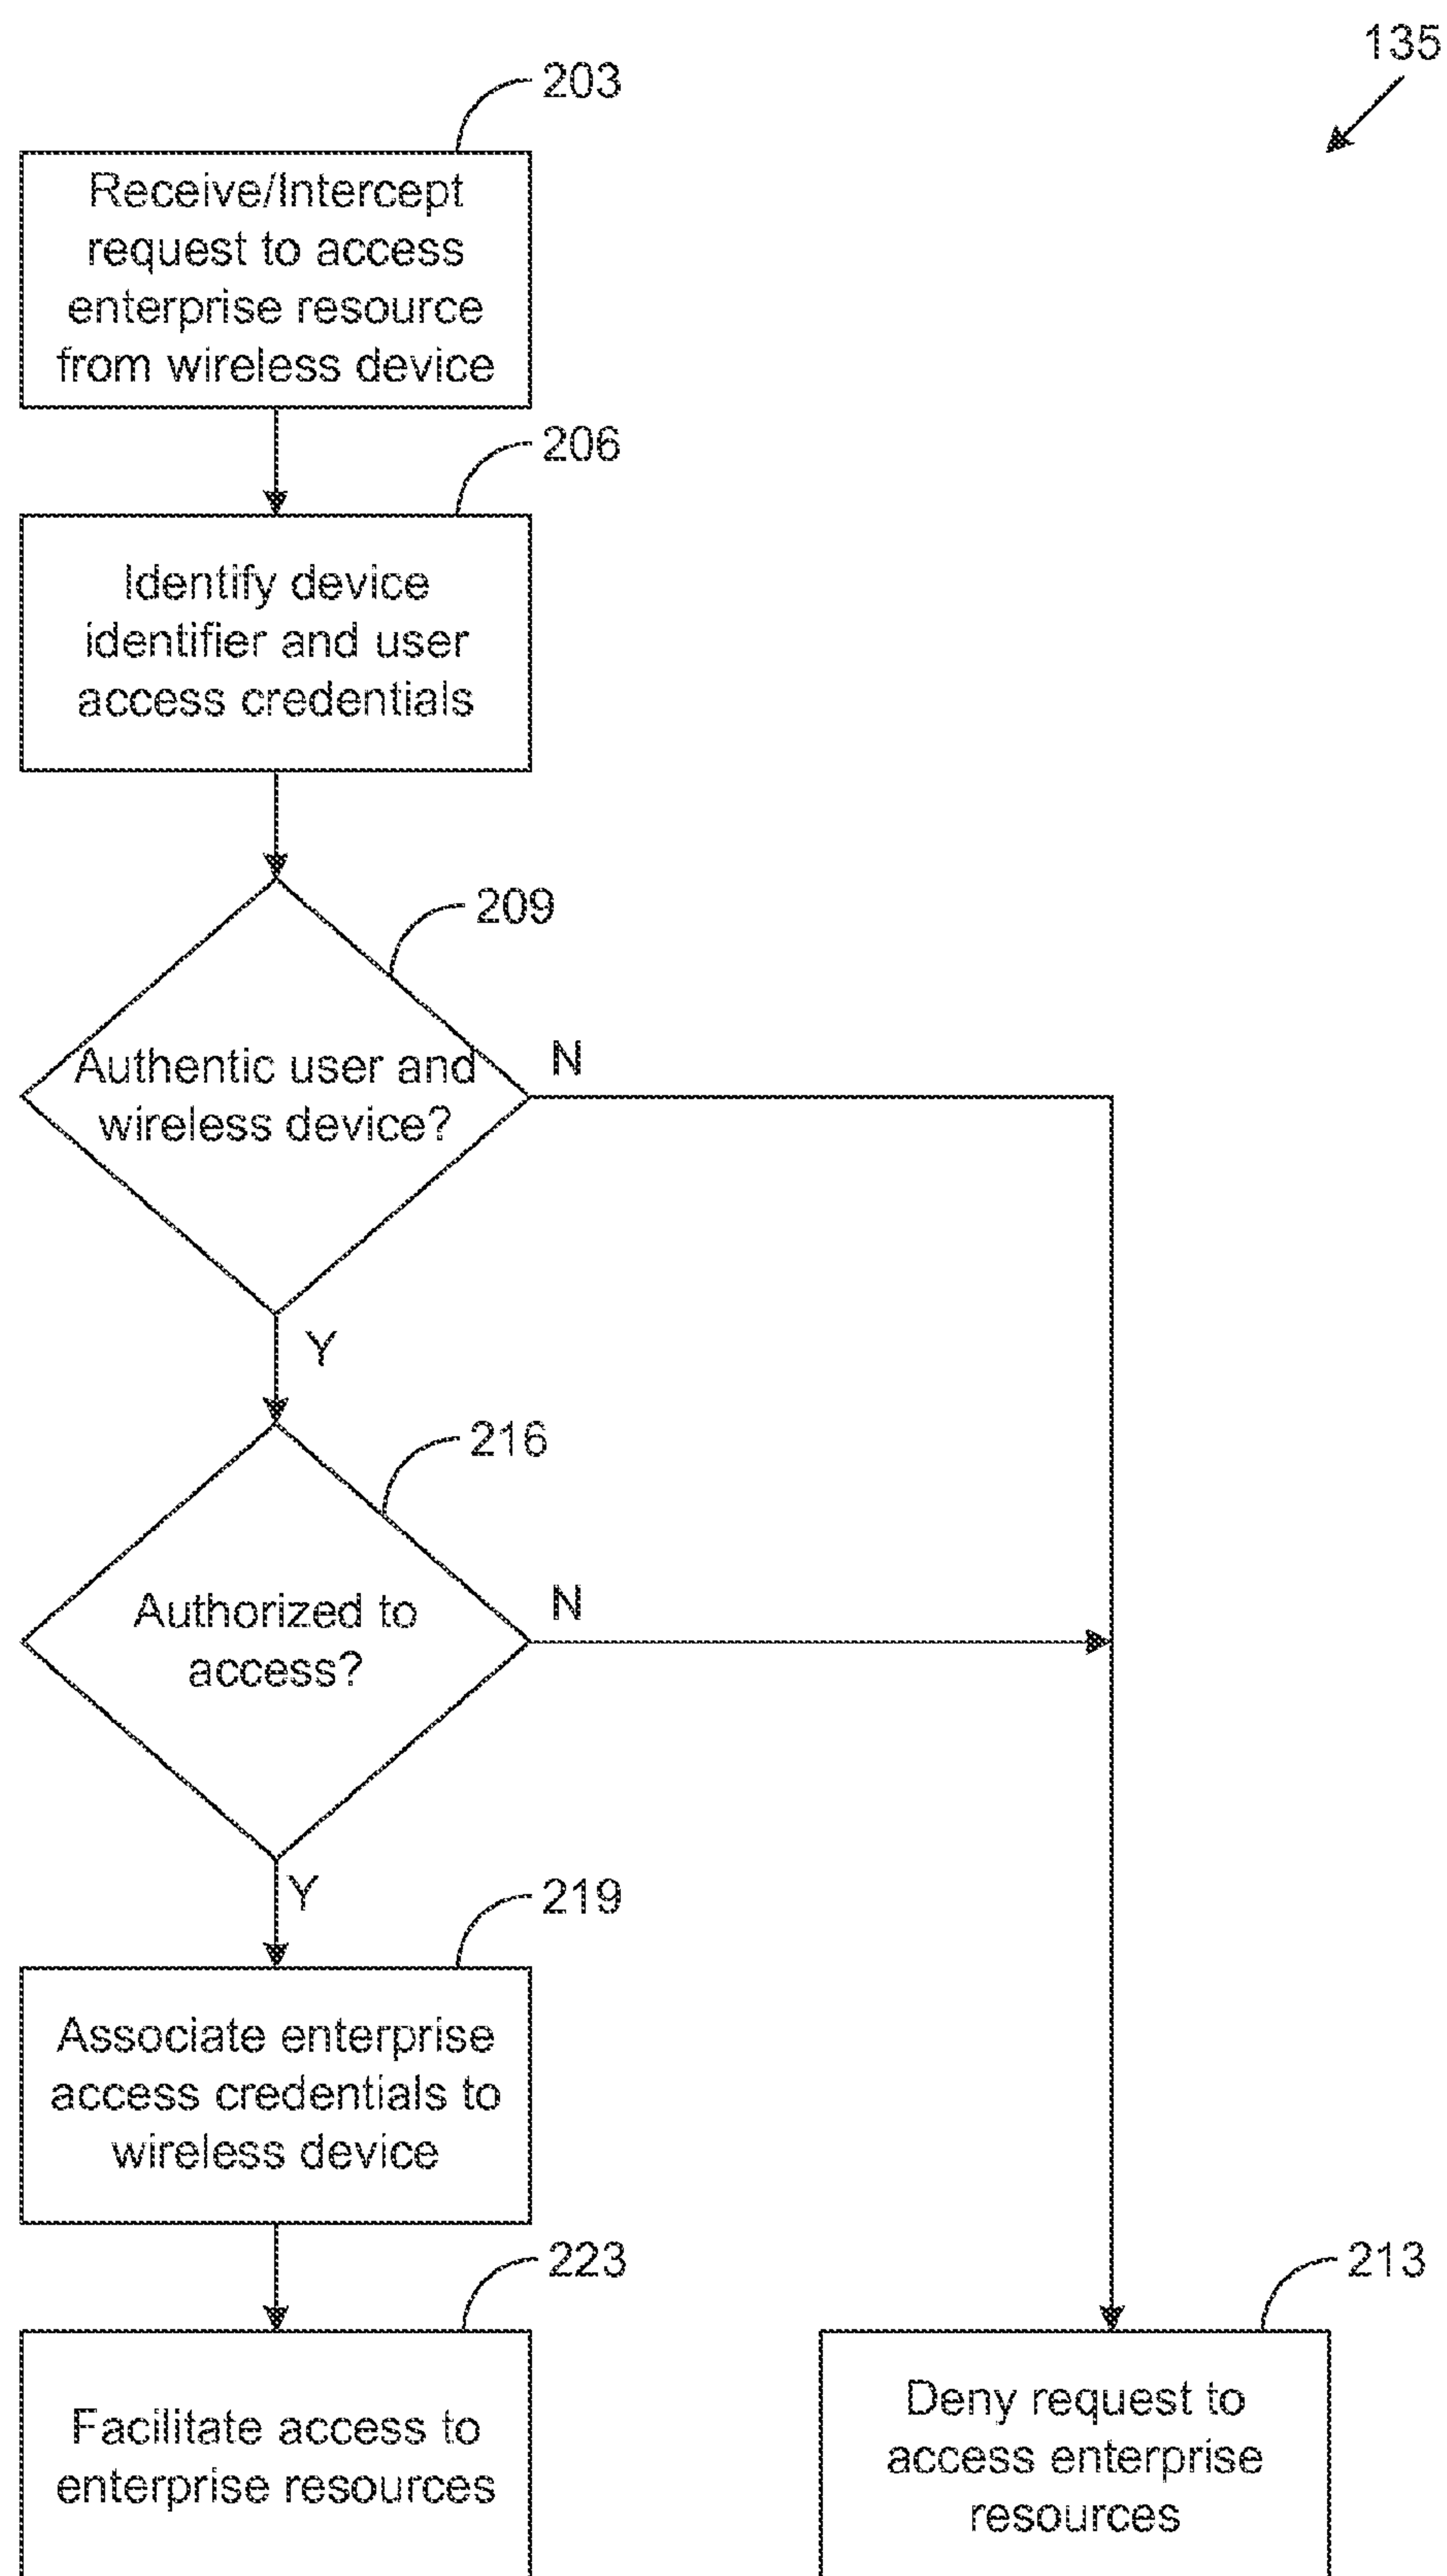 135
203
Receive/Intercept
request to access
enterprise resource
from wireless device
206
Identify device
identifier and user
access credentials
209
Authentic user and
wireless device?
N
Y
216
Authorized to
access?
N
Y
219
Associate enterprise
access credentials to
wireless device
223
Facilitate access to
enterprise resources
213
Deny request to
access enterprise
resources